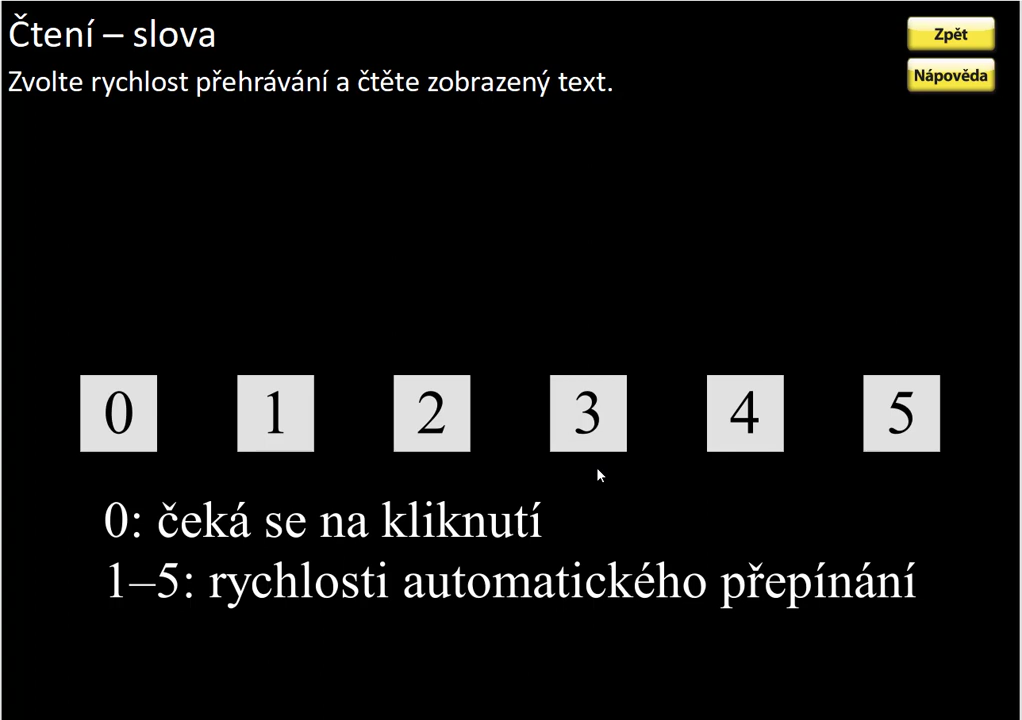 Čtení – slova
Zpět
Zvolte rychlost přehrávání a čtěte zobrazený text.
Nápověda
0 1 2 3 4 5
0: čeká se na kliknutí
1–5: rychlosti automatického přepínání